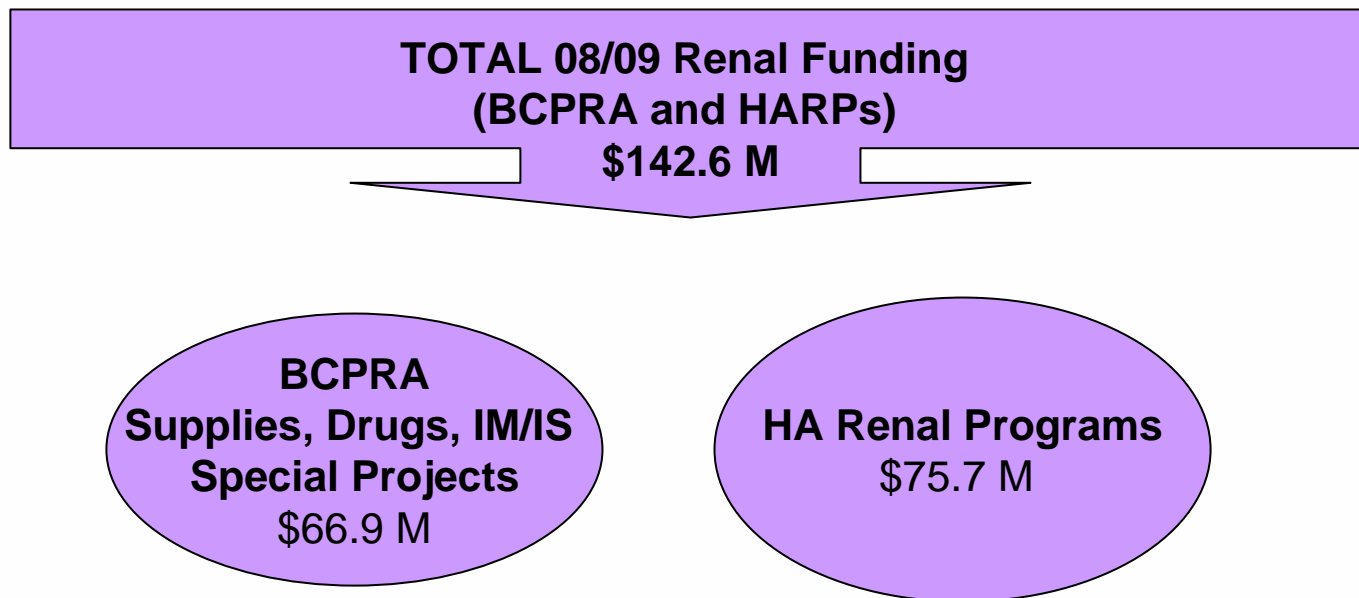 TOTAL 08/09 Renal Funding
(BCPRA and HARPs)
$142.6 M
BCPRA
Supplies, Drugs, IM/IS
Special Projects
$66.9 M
HA Renal Programs
$75.7 M